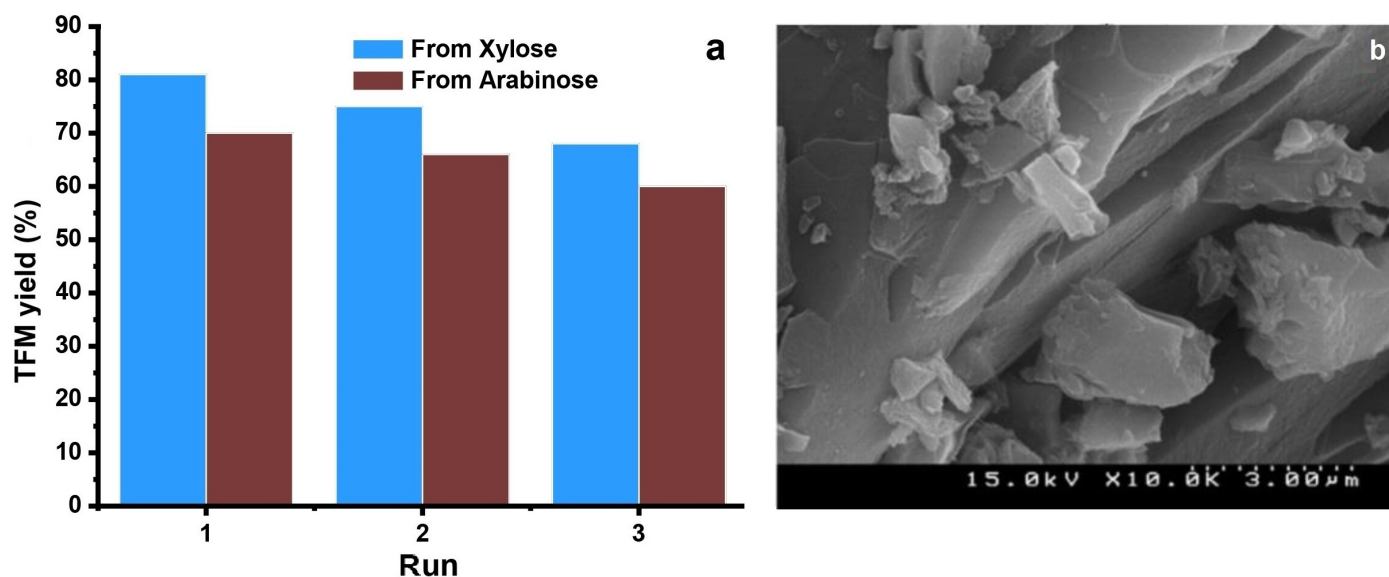 a
From Xylose
From Arabinose
TFM yield (%)
90
80
70
60
50
40
30
20
10
0
1 2 3
Run
b
15.0kV X10.0K 3.00µm